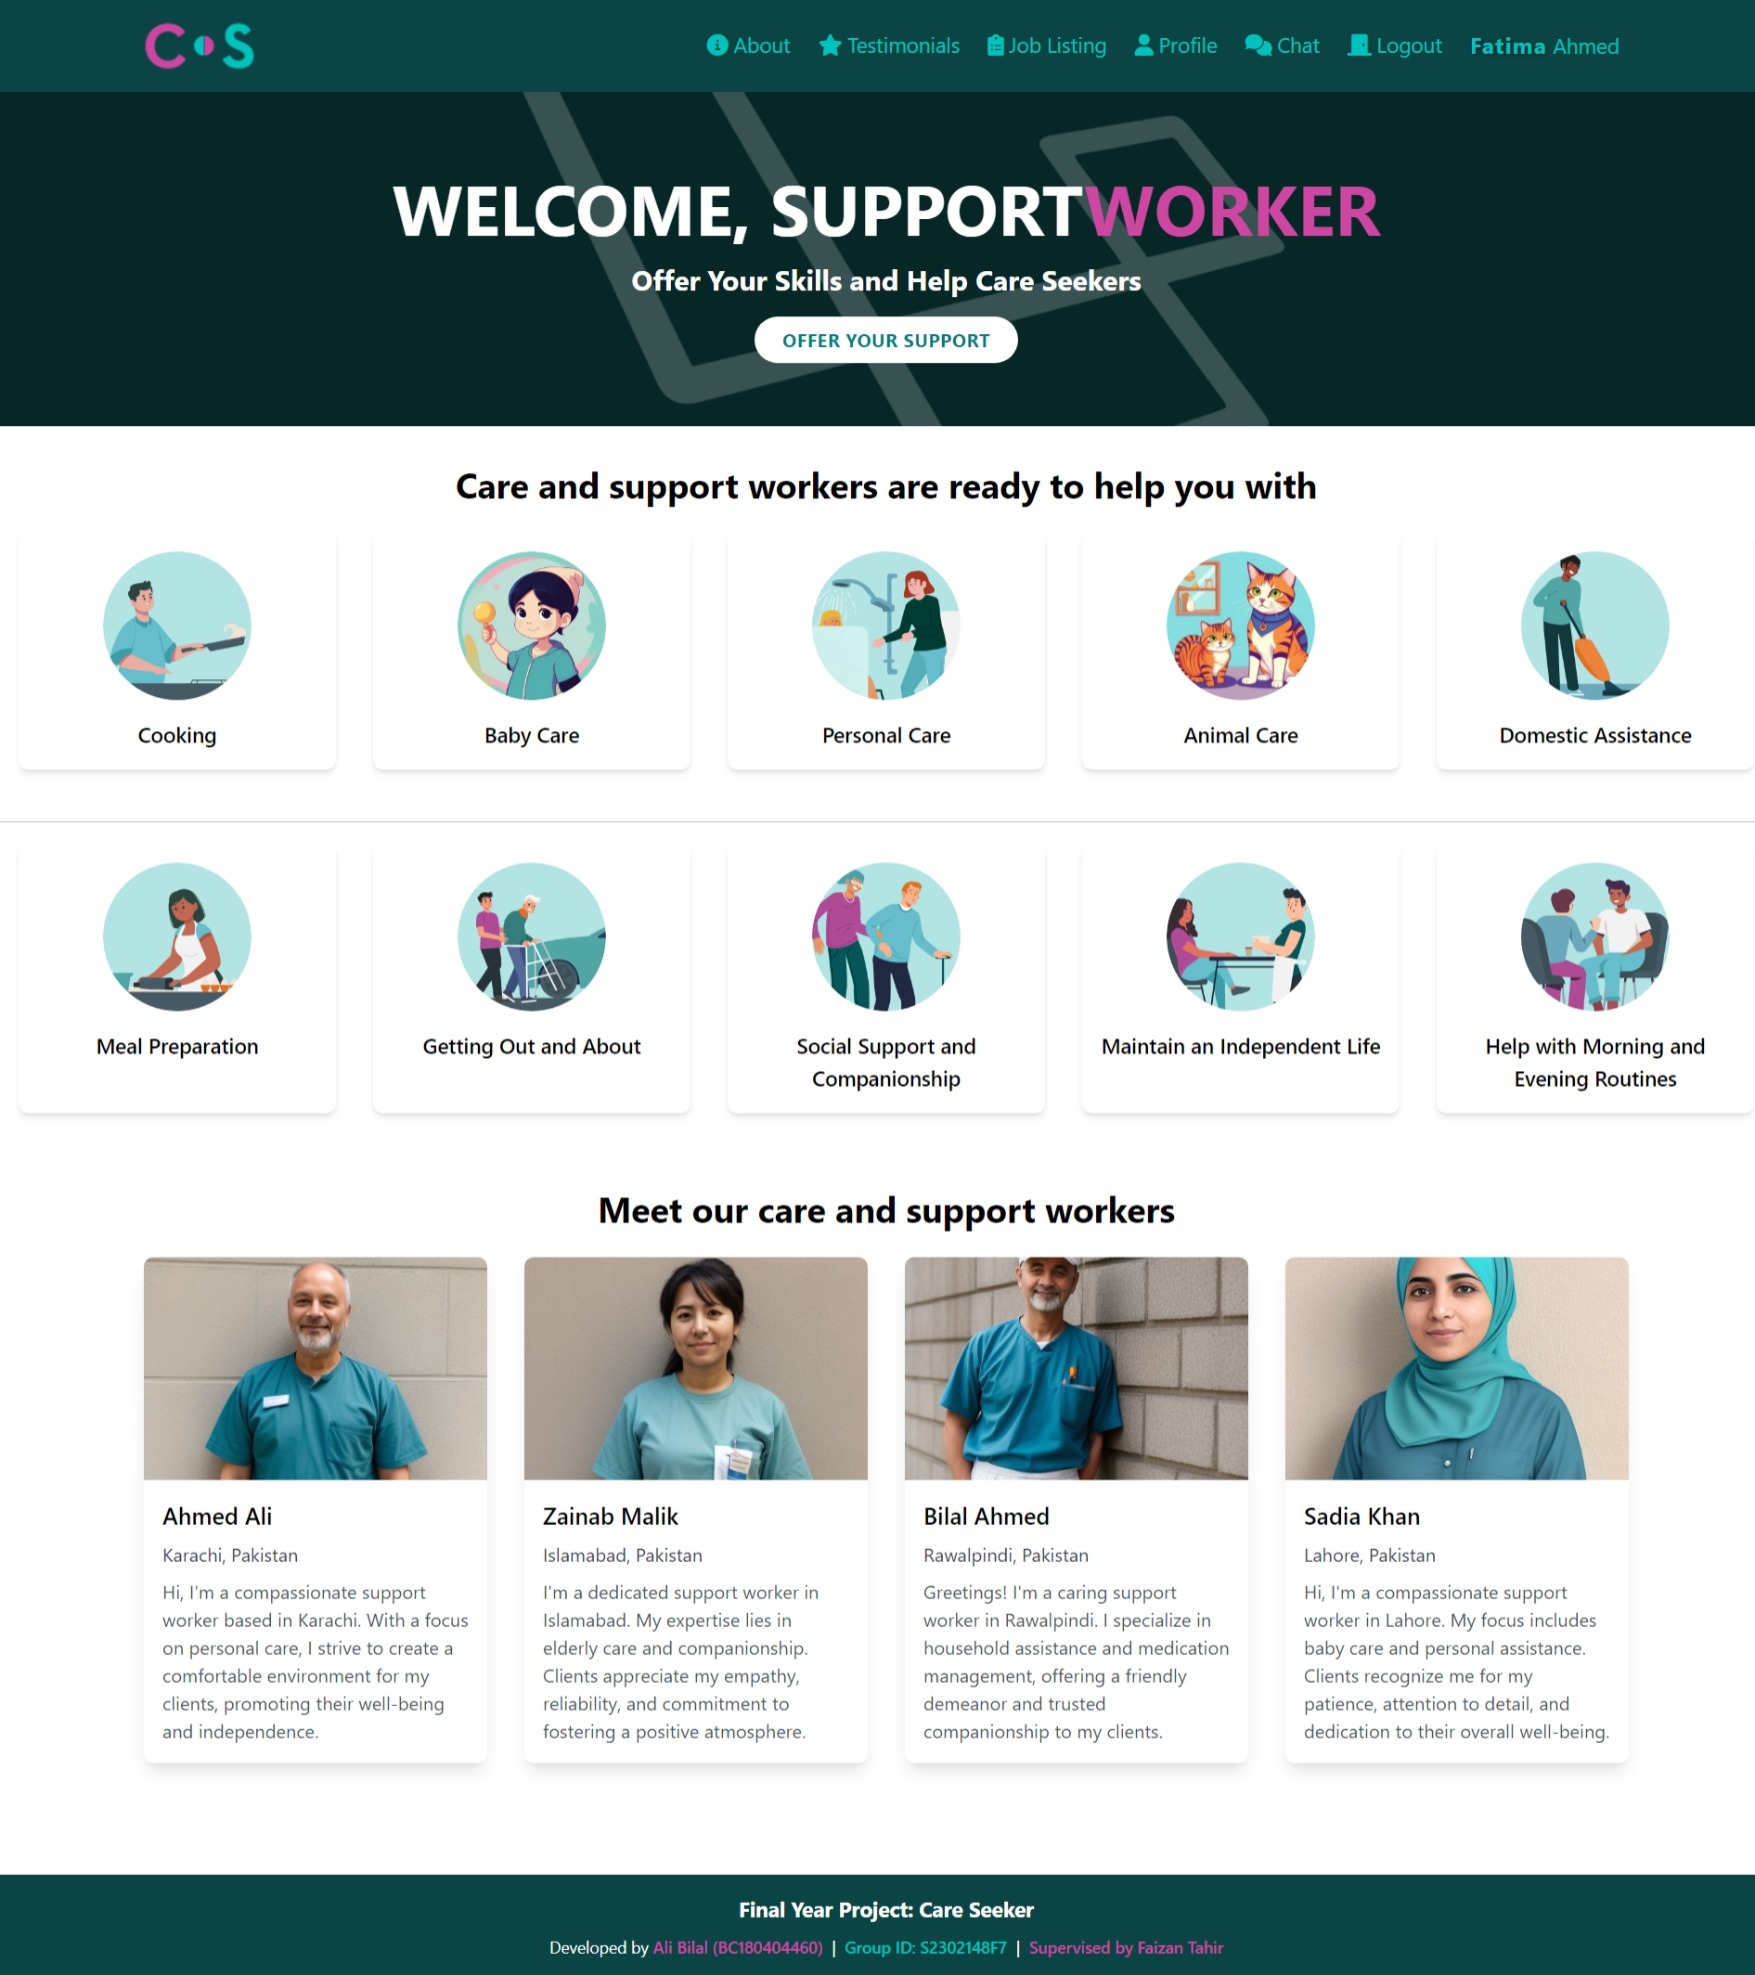 C S
About Testimonials Job Listing Profile Chat Logout Fatima Ahmed
WELCOME, SUPPORTWORKER
Offer Your Skills and Help Care Seekers
OFFER YOUR SUPPORT
Care and support workers are ready to help you with
Cooking
Baby Care
Personal Care
Animal Care
Domestic Assistance
Meal Preparation
Getting Out and About
Social Support and
Companionship
Maintain an Independent Life
Help with Morning and
Evening Routines
Meet our care and support workers
Ahmed Ali
Karachi, Pakistan
Hi, I'm a compassionate support
worker based in Karachi. With a focus
on personal care, I strive to create a
comfortable environment for my
clients, promoting their well-being
and independence.
Zainab Malik
Islamabad, Pakistan
I'm a dedicated support worker in
Islamabad. My expertise lies in
elderly care and companionship.
Clients appreciate my empathy,
reliability, and commitment to
fostering a positive atmosphere.
Bilal Ahmed
Rawalpindi, Pakistan
Greetings! I'm a caring support
worker in Rawalpindi. I specialize in
household assistance and medication
management, offering a friendly
demeanor and trusted
companionship to my clients.
Sadia Khan
Lahore, Pakistan
Hi, I'm a compassionate support
worker in Lahore. My focus includes
baby care and personal assistance.
Clients recognize me for my
patience, attention to detail, and
dedication to their overall well-being.
Final Year Project: Care Seeker
Developed by Ali Bilal (BC180404460) | Group ID: S2302148F7 | Supervised by Faizan Tahir